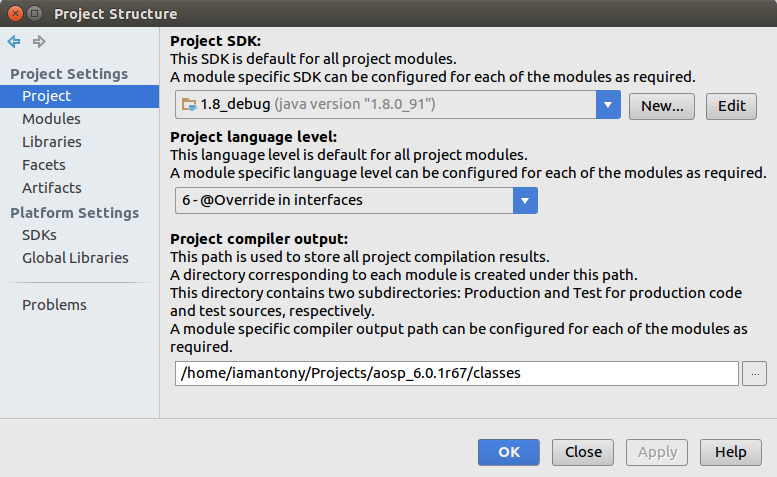 Project Structure
Project Settings
Project
Modules
Libraries
Facets
Artifacts
Platform Settings
SDKs
Global Libraries
Problems
Project SDK:
This SDK is default for all project modules.
A module specific SDK can be configured for each of the modules as required.
1.8_debug (java version "1.8.0_91")
New...
Edit
Project language level:
This language level is default for all project modules.
A module specific language level can be configured for each of the modules as required.
6 - @Override in interfaces
Project compiler output:
This path is used to store all project compilation results.
A directory corresponding to each module is created under this path.
This directory contains two subdirectories: Production and Test for production code
and test sources, respectively.
A module specific compiler output path can be configured for each of the modules as
required.
/home/iamantony/Projects/aosp_6.0.1r67/classes
...
OK
Close
Apply
Help